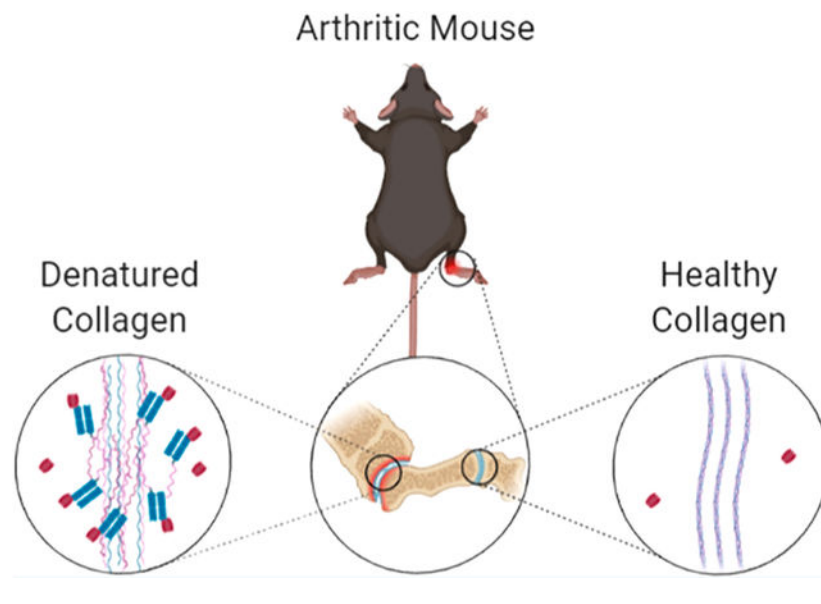 Arthritic Mouse
Denatured
Collagen
Healthy
Collagen